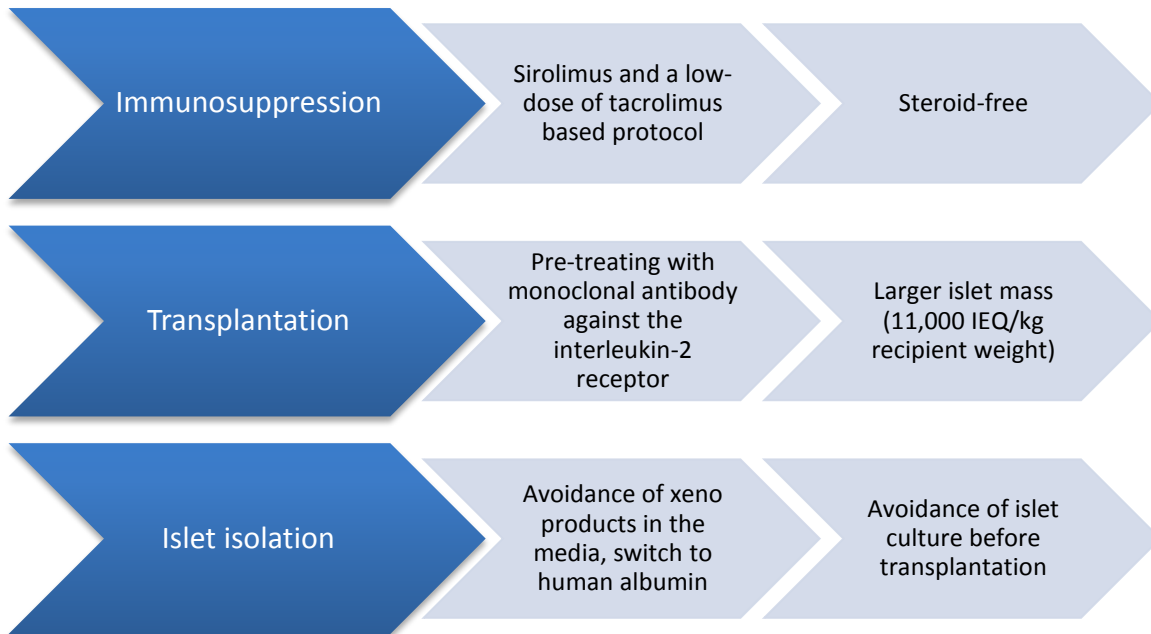 Immunosuppression
Sirolimus and a low-
dose of tacrolimus
based protocol
Steroid-free
Transplantation
Pre-treating with
monoclonal antibody
against the
interleukin-2
receptor
Larger islet mass
(11,000 IEQ/kg
recipient weight)
Islet isolation
Avoidance of xeno
products in the
media, switch to
human albumin
Avoidance of islet
culture before
transplantation